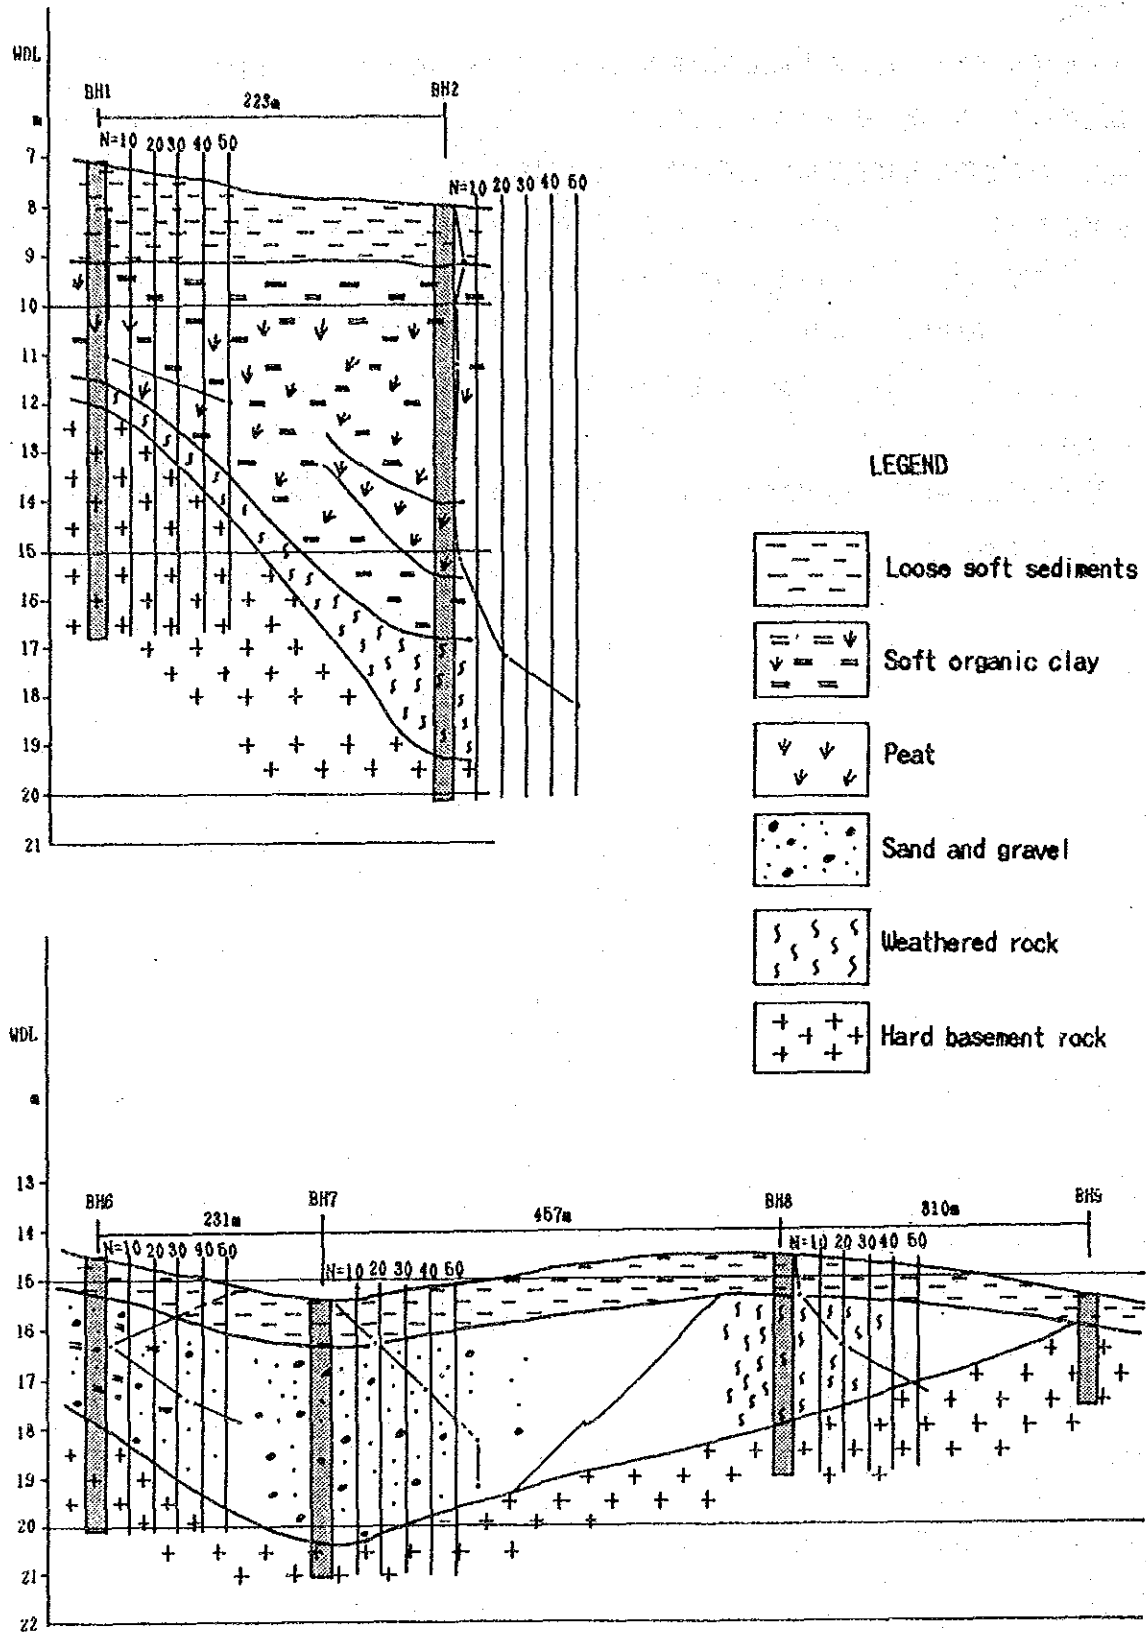 WDL
BH1
BH2
223m
m
N=10 20 30 40 50
N=10 20 30 40 50
7
8
9
10
11
12
13
14
15
16
17
18
19
20
21
LEGEND
Loose soft sediments
Soft organic clay
Peat
Sand and gravel
Weathered rock
Hard basement rock
WDL
m
13
14
15
16
17
18
19
20
21
22
BH6
BH7
BH8
BH9
231m
457m
310m
N=10 20 30 40 50
N=10 20 30 40 50
N=10 20 30 40 50